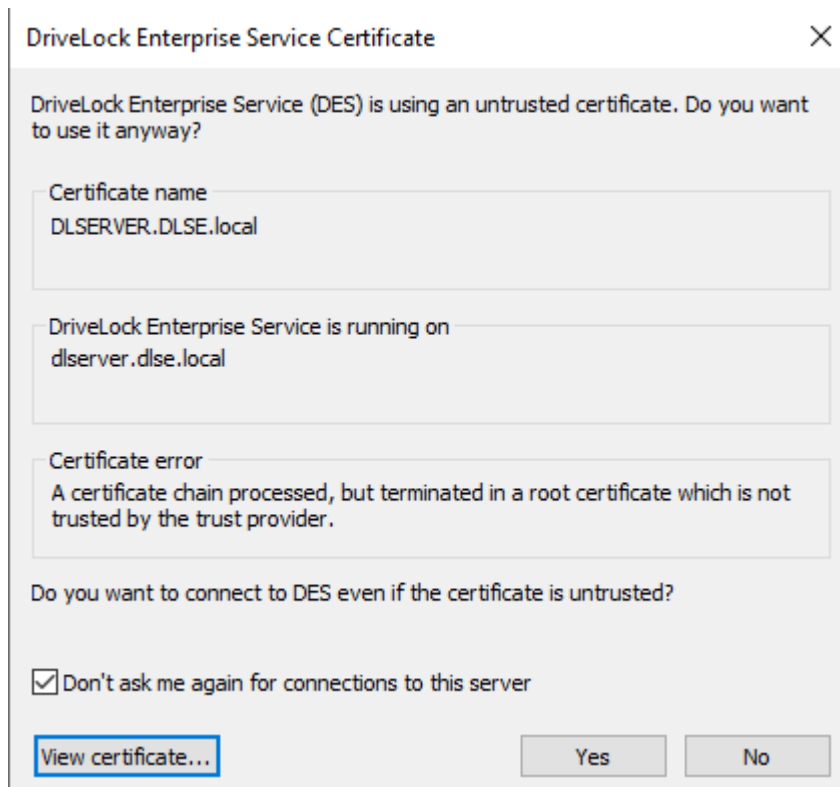 DriveLock Enterprise Service Certificate
DriveLock Enterprise Service (DES) is using an untrusted certificate. Do you want
to use it anyway?
Certificate name
DLSERVER.DLSE.local
DriveLock Enterprise Service is running on
dlserver.dlse.local
Certificate error
A certificate chain processed, but terminated in a root certificate which is not
trusted by the trust provider.
Do you want to connect to DES even if the certificate is untrusted?
Don't ask me again for connections to this server
View certificate...
Yes
No